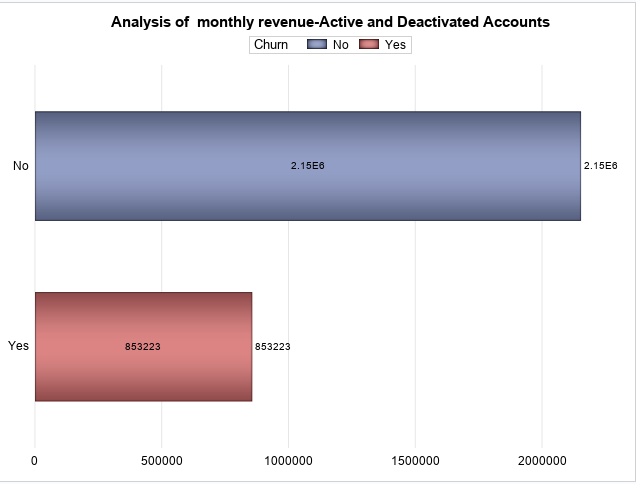 Analysis of  monthly revenue-Active and Deactivated Accounts
Churn No Yes
No 2.15E6 2.15E6
Yes 853223 853223
0 500000 1000000 1500000 2000000